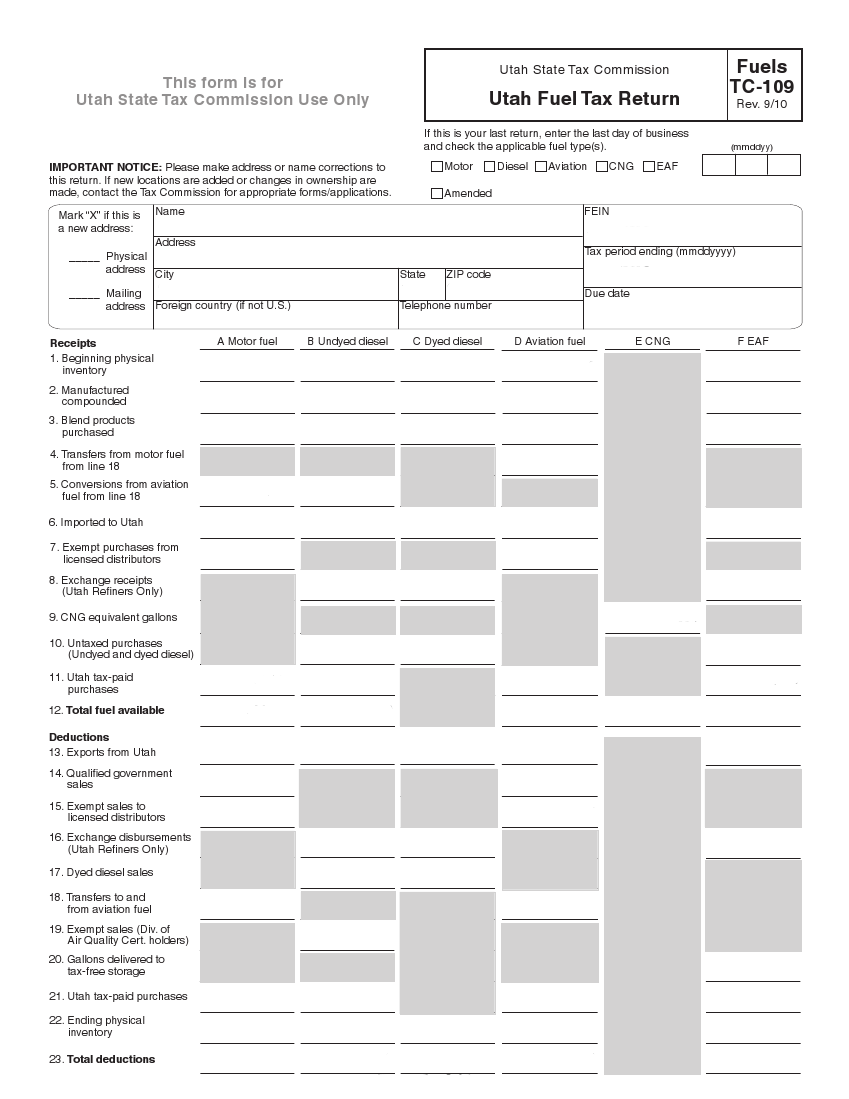 This form is for
Utah State Tax Commission Use Only
Utah State Tax Commission
Utah Fuel Tax Return
Fuels
TC-109
Rev. 9/10
If this is your last return, enter the last day of business
and check the applicable fuel type(s).
(mmddyy)
Motor Diesel Aviation CNG EAF
Amended
IMPORTANT NOTICE: Please make address or name corrections to
this return. If new locations are added or changes in ownership are
made, contact the Tax Commission for appropriate forms/applications.
Mark "X" if this is
a new address:
_____ Physical
address
_____ Mailing
address
Name
Address
City
State
ZIP code
Foreign country (if not U.S.)
Telephone number
FEIN
Tax period ending (mmddyyyy)
Due date
Receipts
A Motor fuel
B Undyed diesel
C Dyed diesel
D Aviation fuel
E CNG
F EAF
1. Beginning physical
inventory
2. Manufactured
compounded
3. Blend products
purchased
4. Transfers from motor fuel
from line 18
5. Conversions from aviation
fuel from line 18
6. Imported to Utah
7. Exempt purchases from
licensed distributors
8. Exchange receipts
(Utah Refiners Only)
9. CNG equivalent gallons
10. Untaxed purchases
(Undyed and dyed diesel)
11. Utah tax-paid
purchases
12. Total fuel available
Deductions
13. Exports from Utah
14. Qualified government
sales
15. Exempt sales to
licensed distributors
16. Exchange disbursements
(Utah Refiners Only)
17. Dyed diesel sales
18. Transfers to and
from aviation fuel
19. Exempt sales (Div. of
Air Quality Cert. holders)
20. Gallons delivered to
tax-free storage
21. Utah tax-paid purchases
22. Ending physical
inventory
23. Total deductions